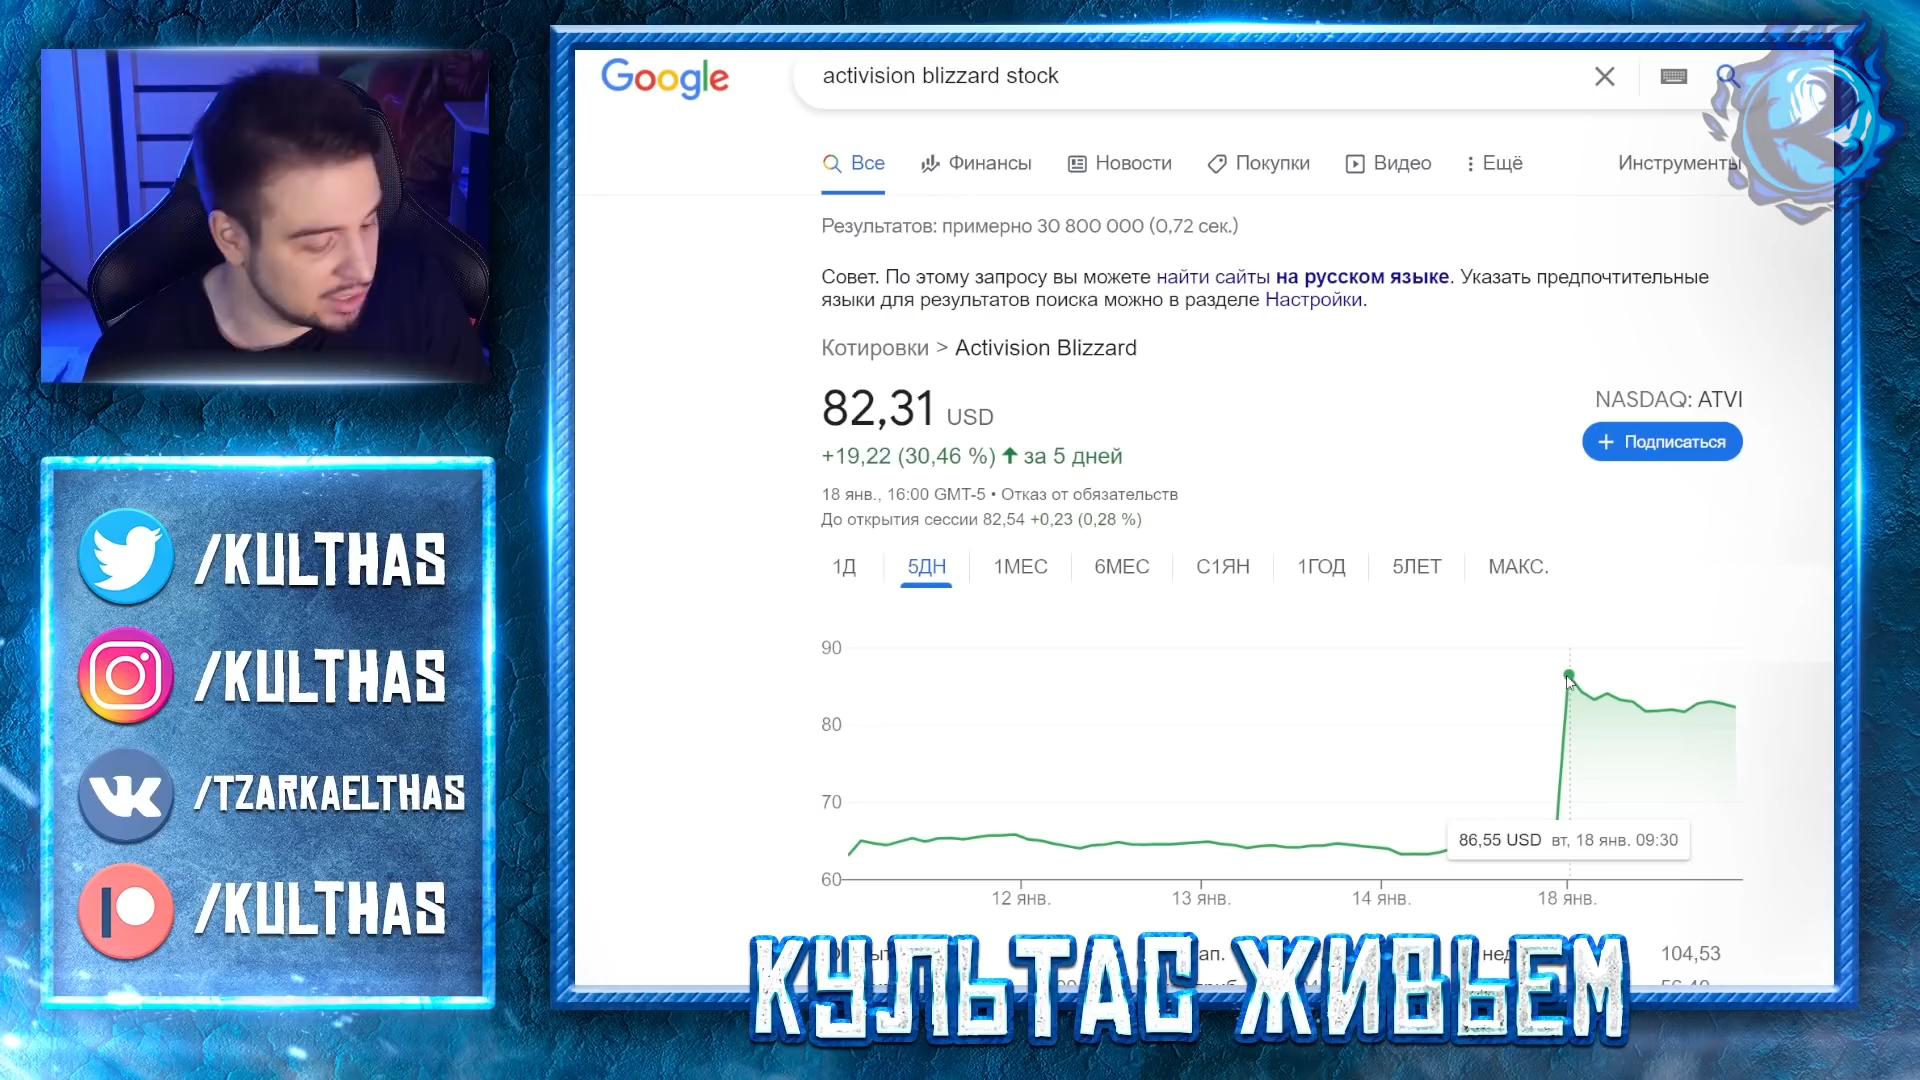 Google
activision blizzard stock
Все
Финансы
Новости
Покупки
Видео
Ещё
Инструменты
Результатов: примерно 30 800 000 (0,72 сек.)
Совет. По этому запросу вы можете найти сайты на русском языке. Указать предпочтительные
языки для результатов поиска можно в разделе Настройки.
Котировки > Activision Blizzard
82,31 USD
NASDAQ: ATVI
+ Подписаться
+19,22 (30,46 %) за 5 дней
18 янв., 16:00 GMT-5 • Отказ от обязательств
До открытия сессии 82,54 +0,23 (0,28 %)
1Д
5ДН
1МЕС
6МЕС
С1ЯН
1ГОД
5ЛЕТ
МАКС.
90
80
70
60
86,55 USD вт, 18 янв. 09:30
12 янв.
13 янв.
14 янв.
18 янв.
104,53
/KULTHAS
/KULTHAS
/TZARKAELTHAS
/KULTHAS
КУЛЬТАС ЖИВЬЕМ